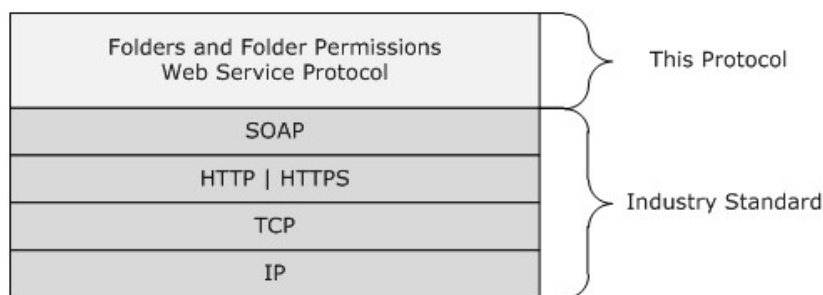 Folders and Folder Permissions
Web Service Protocol
This Protocol
SOAP
HTTP | HTTPS
Industry Standard
TCP
IP